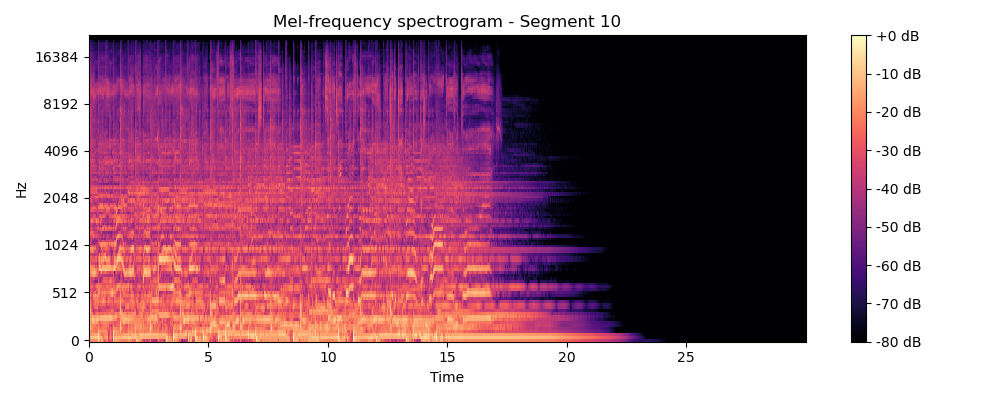 Mel-frequency spectrogram - Segment 10
Hz
16384
8192
4096
2048
1024
512
0
0 5 10 15 20 25
Time
+0 dB
-10 dB
-20 dB
-30 dB
-40 dB
-50 dB
-60 dB
-70 dB
-80 dB